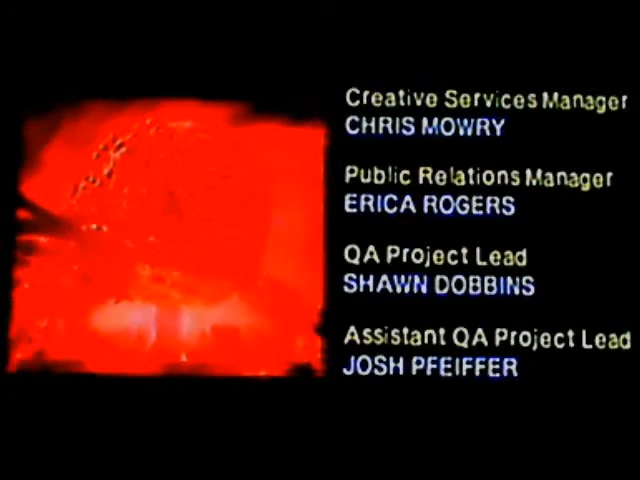 Creative Services Manager
CHRIS MOWRY
Public Relations Manager
ERICA ROGERS
QA Project Lead
SHAWN DOBBINS
Assistant QA Project Lead
JOSH PFEIFFER